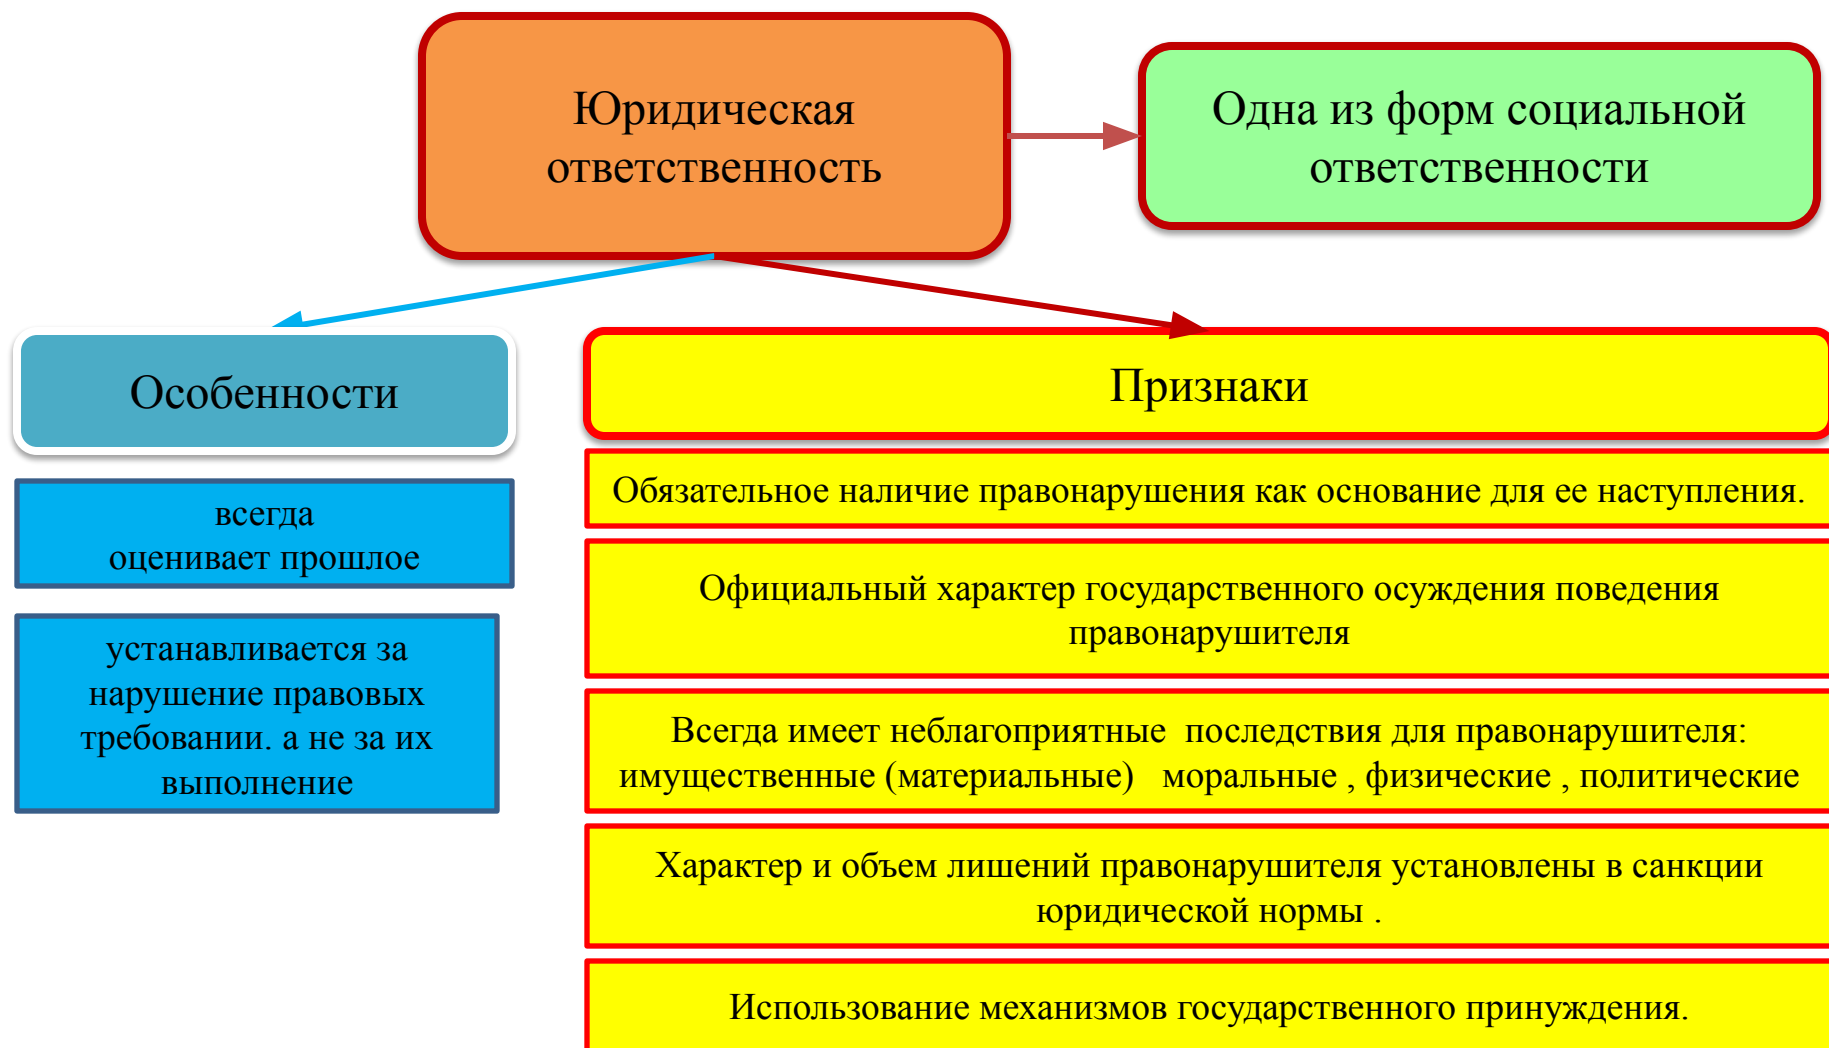 Юридическая
ответственность
Одна из форм социальной
ответственности
Особенности
всегда
оценивает прошлое
устанавливается за
нарушение правовых
требовании. а не за их
выполнение
Признаки
Обязательное наличие правонарушения как основание для ее наступления.
Официальный характер государственного осуждения поведения
правонарушителя
Всегда имеет неблагоприятные  последствия для правонарушителя:
имущественные (материальные)   моральные , физические , политические
Характер и объем лишений правонарушителя установлены в санкции
юридической нормы .
Использование механизмов государственного принуждения.